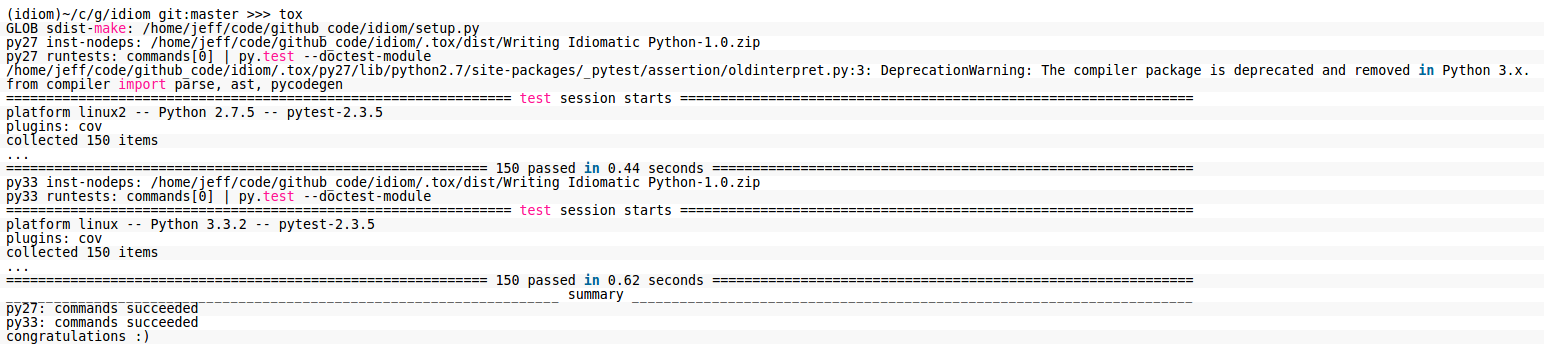 (idiom)~/c/g/idiom git:master >>> tox
GLOB sdist-make: /home/jeff/code/github_code/idiom/setup.py
py27 inst-nodeps: /home/jeff/code/github_code/idiom/.tox/dist/Writing Idiomatic Python-1.0.zip
py27 runtests: commands[0] | py.test --doctest-module
/home/jeff/code/github_code/idiom/.tox/py27/lib/python2.7/site-packages/_pytest/assertion/oldinterpret.py:3: DeprecationWarning: The compiler package is deprecated and removed in Python 3.x.
from compiler import parse, ast, pycodegen
=============================================================== test session starts ================================================================
platform linux2 -- Python 2.7.5 -- pytest-2.3.5
plugins: cov
collected 150 items
...
============================================================ 150 passed in 0.44 seconds ============================================================
py33 inst-nodeps: /home/jeff/code/github_code/idiom/.tox/dist/Writing Idiomatic Python-1.0.zip
py33 runtests: commands[0] | py.test --doctest-module
=============================================================== test session starts ================================================================
platform linux -- Python 3.3.2 -- pytest-2.3.5
plugins: cov
collected 150 items
...
============================================================ 150 passed in 0.62 seconds ============================================================
_____________________________________________________________________ summary ______________________________________________________________________
py27: commands succeeded
py33: commands succeeded
congratulations :)